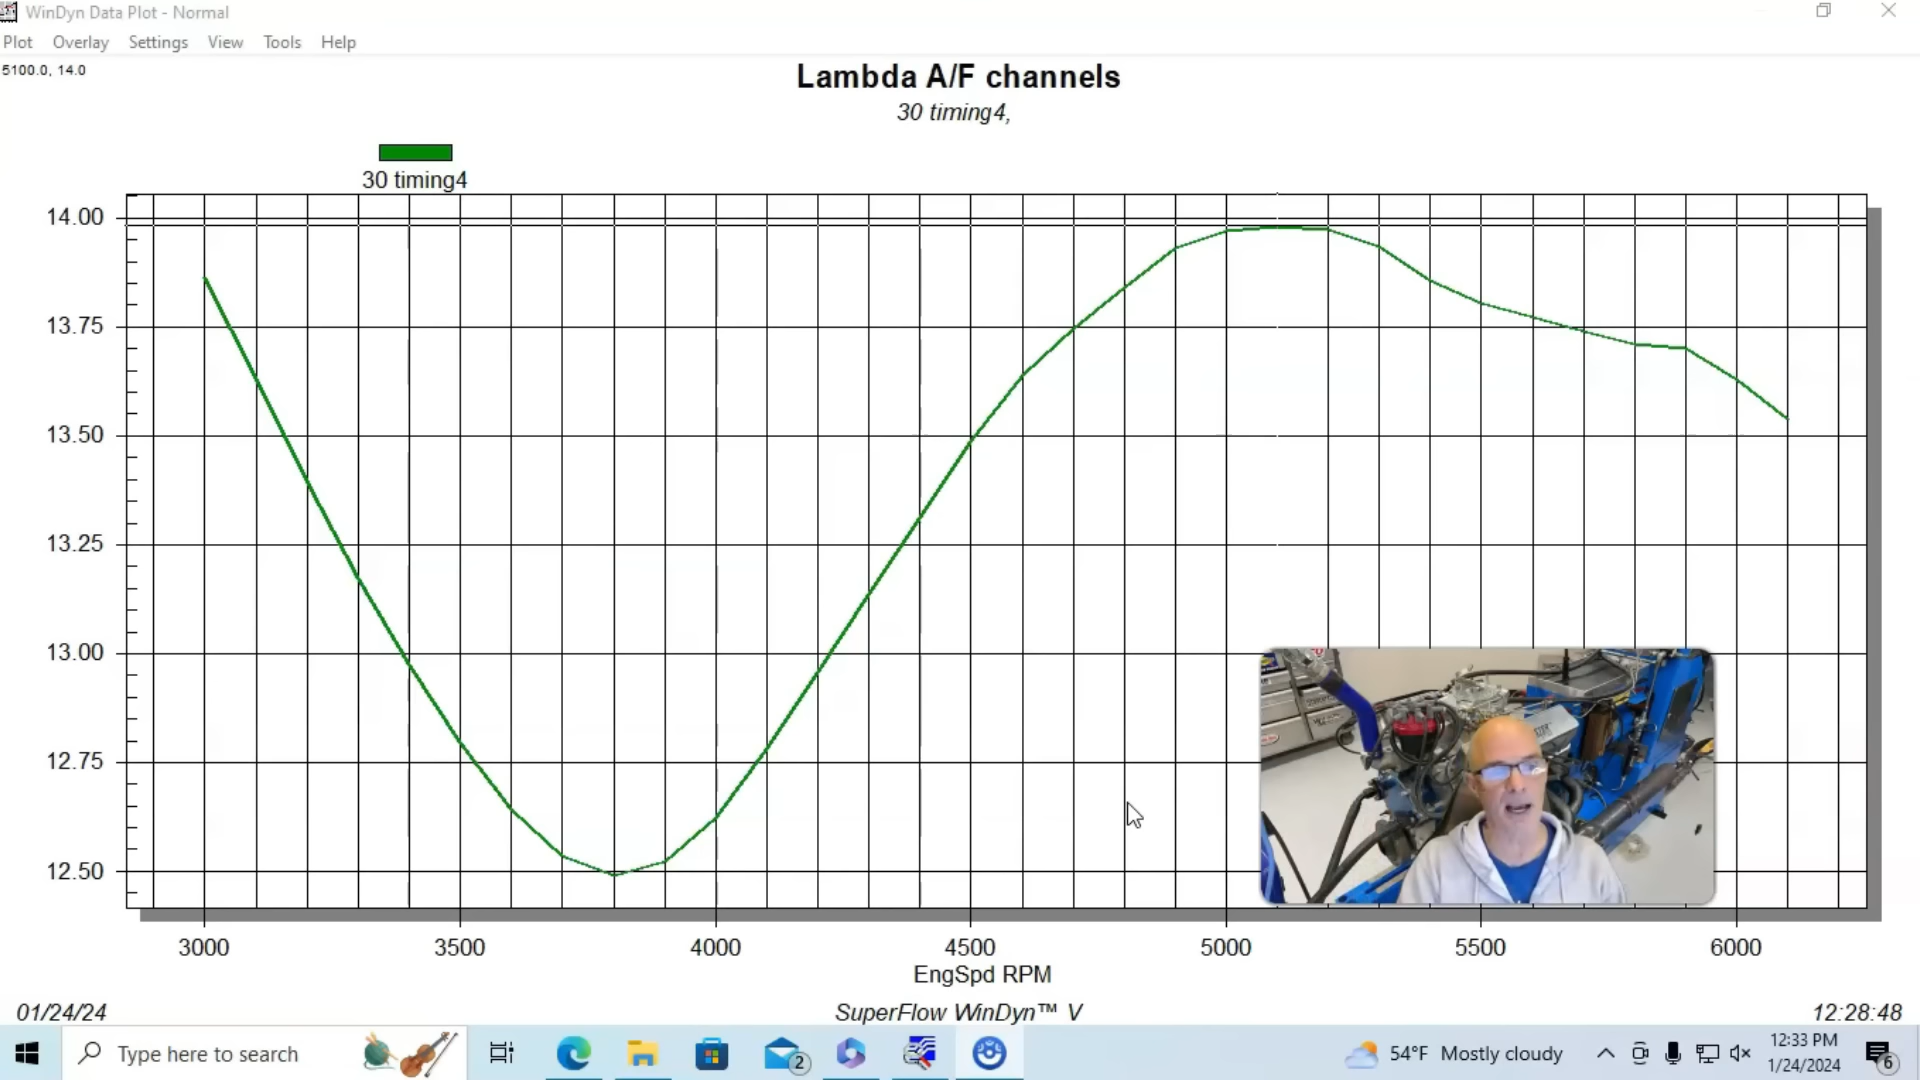 WinDyn Data Plot - Normal
Plot Overlay Settings View Tools Help
5100.0, 14.0
Lambda A/F channels
30 timing4,
30 timing4
14.00
13.75
13.50
13.25
13.00
12.75
12.50
3000 3500 4000 4500 5000 5500 6000
EngSpd RPM
01/24/24 SuperFlow WinDyn™ V 12:28:48
Type here to search
2
54°F Mostly cloudy
12:33 PM
1/24/2024
6